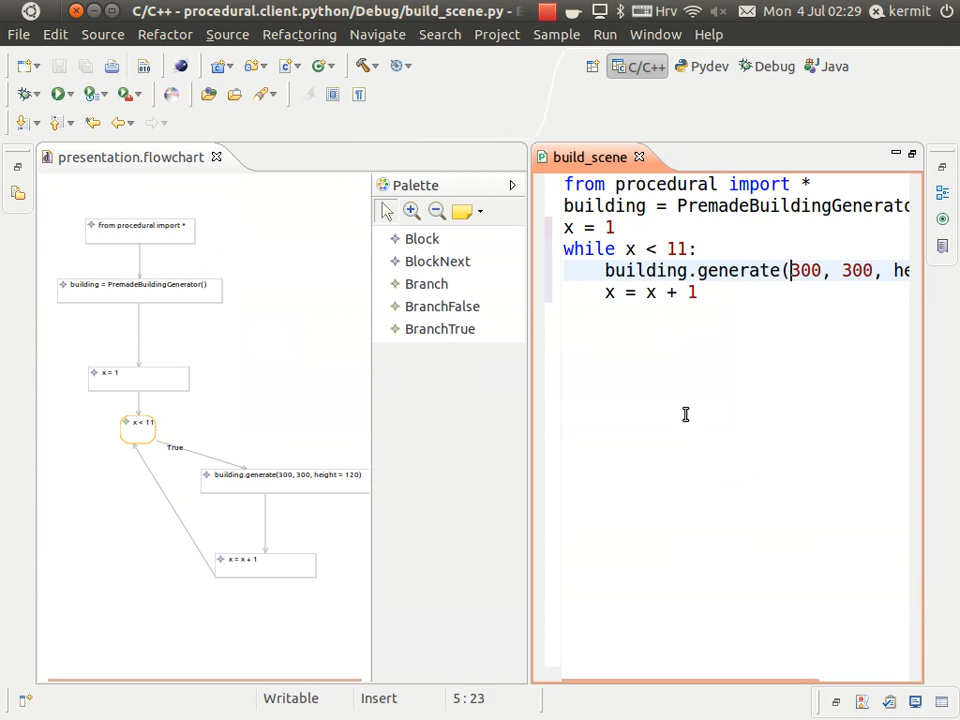 C/C++ - procedural.client.python/Debug/build_scene.py - E
Hrv
Mon 4 Jul 02:29
kermit
File Edit Source Refactor Source Refactoring Navigate Search Project Sample Run Window Help
C/C++ Pydev Debug Java
presentation.flowchart
Palette
Block
BlockNext
Branch
BranchFalse
BranchTrue
from procedural import *
building = PremadeBuildingGenerator()
x = 1
x < 11
True
building.generate(300, 300, height = 120)
x = x + 1
build_scene
from procedural import *
building = PremadeBuildingGenerato
x = 1
while x < 11:
building.generate(300, 300, he
x = x + 1
Writable Insert 5:23